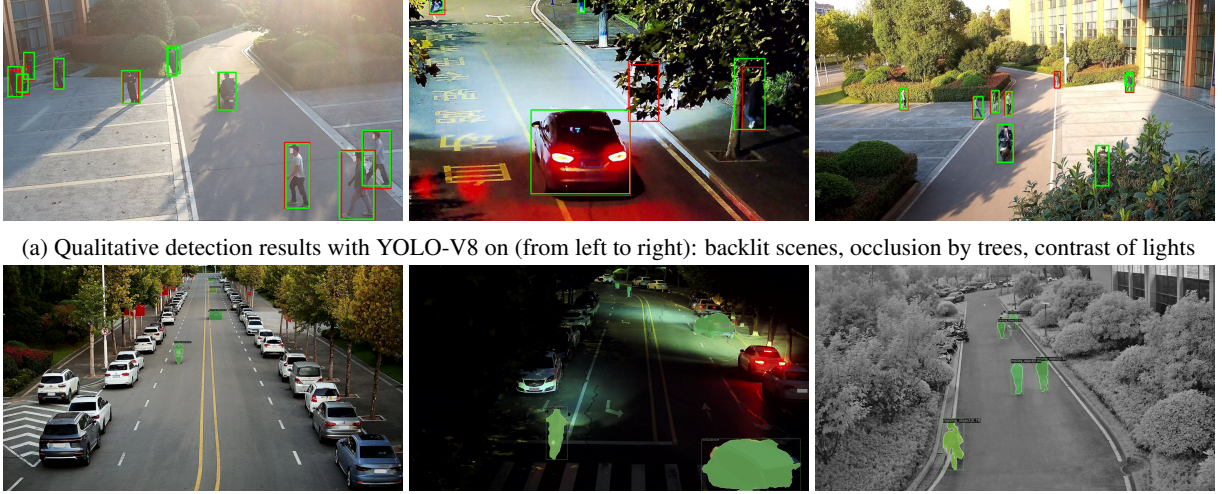 (a) Qualitative detection results with YOLO-V8 on (from left to right): backlit scenes, occlusion by trees, contrast of lights